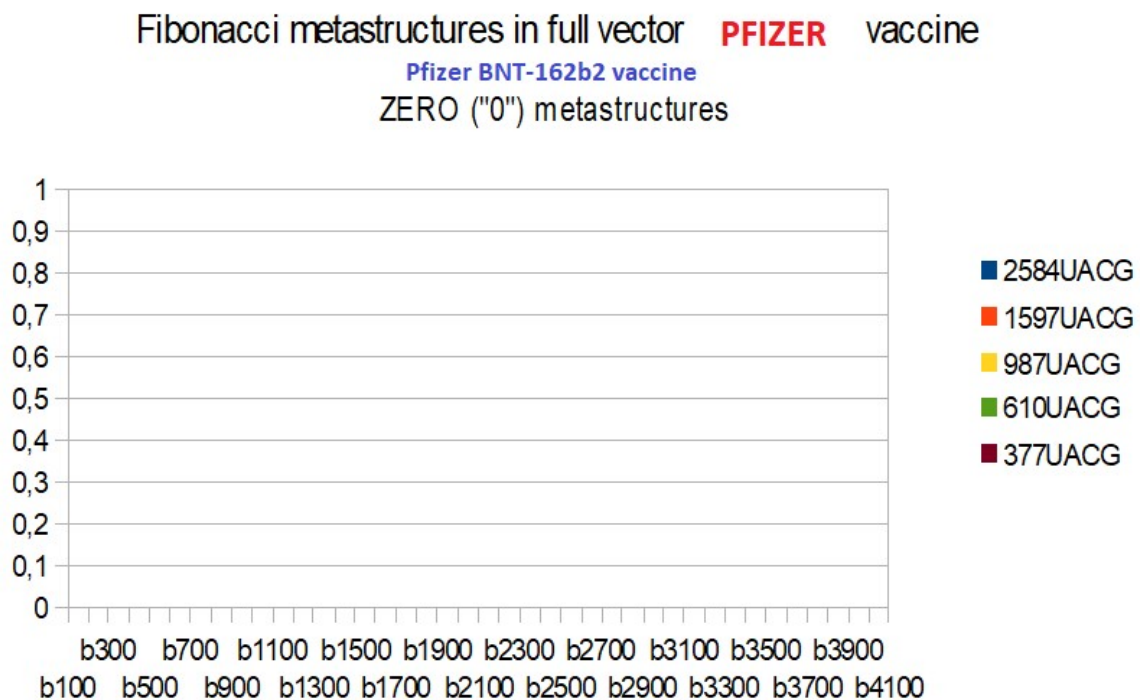 Fibonacci metastructures in full vector PFIZER vaccine
Pfizer BNT-162b2 vaccine
ZERO ("0") metastructures
1
0,9
0,8
0,7
0,6
0,5
0,4
0,3
0,2
0,1
0
b300 b700 b1100 b1500 b1900 b2300 b2700 b3100 b3500 b3900
b100 b500 b900 b1300 b1700 b2100 b2500 b2900 b3300 b3700 b4100
2584UACG
1597UACG
987UACG
610UACG
377UACG